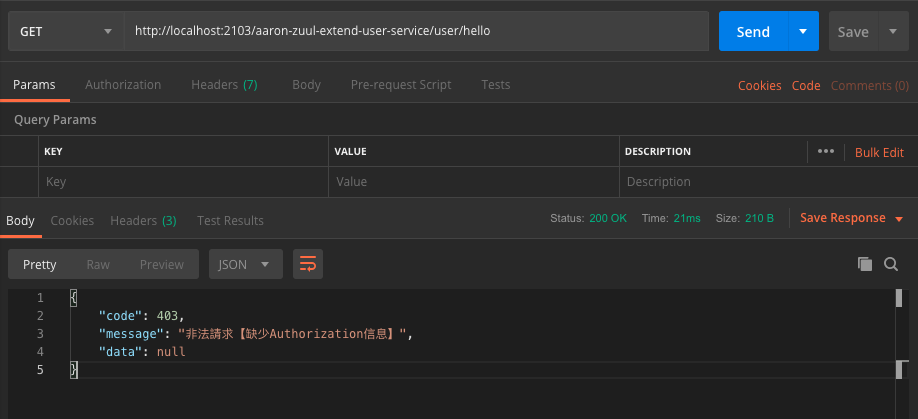 GET http://localhost:2103/aaron-zuul-extend-user-service/user/hello Send Save
Params Authorization Headers (7) Body Pre-request Script Tests Cookies Code Comments (0)
Query Params
KEY VALUE DESCRIPTION ••• Bulk Edit
Key Value Description
Body Cookies Headers (3) Test Results Status: 200 OK Time: 21ms Size: 210 B Save Response
Pretty Raw Preview JSON
1 {
2 "code": 403,
3 "message": "非法請求【缺少Authorization信息】",
4 "data": null
5 }